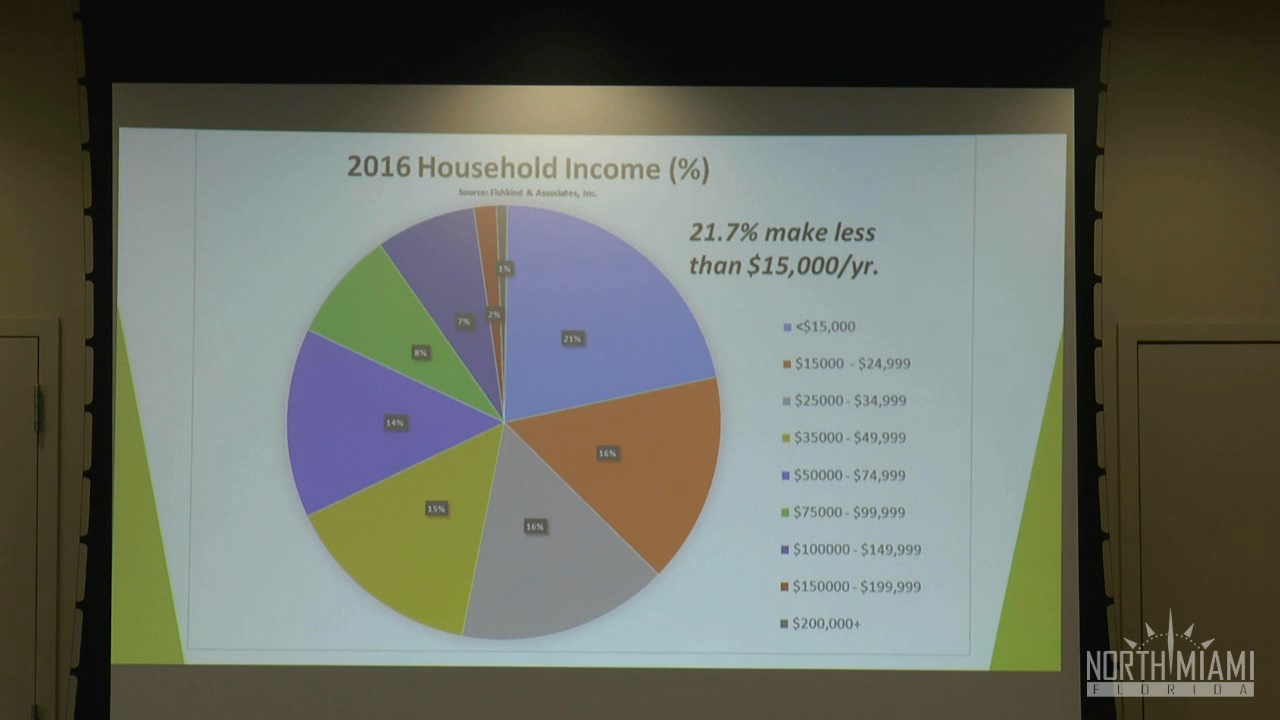 2016 Household Income (%)
Source: Fishkind & Associates, Inc.
21.7% make less
than $15,000/yr.
1%
2%
7%
21%
8%
14%
16%
15%
16%
<$15,000
$15000 - $24,999
$25000 - $34,999
$35000 - $49,999
$50000 - $74,999
$75000 - $99,999
$100000 - $149,999
$150000 - $199,999
$200,000+
NORTH MIAMI
FLORIDA